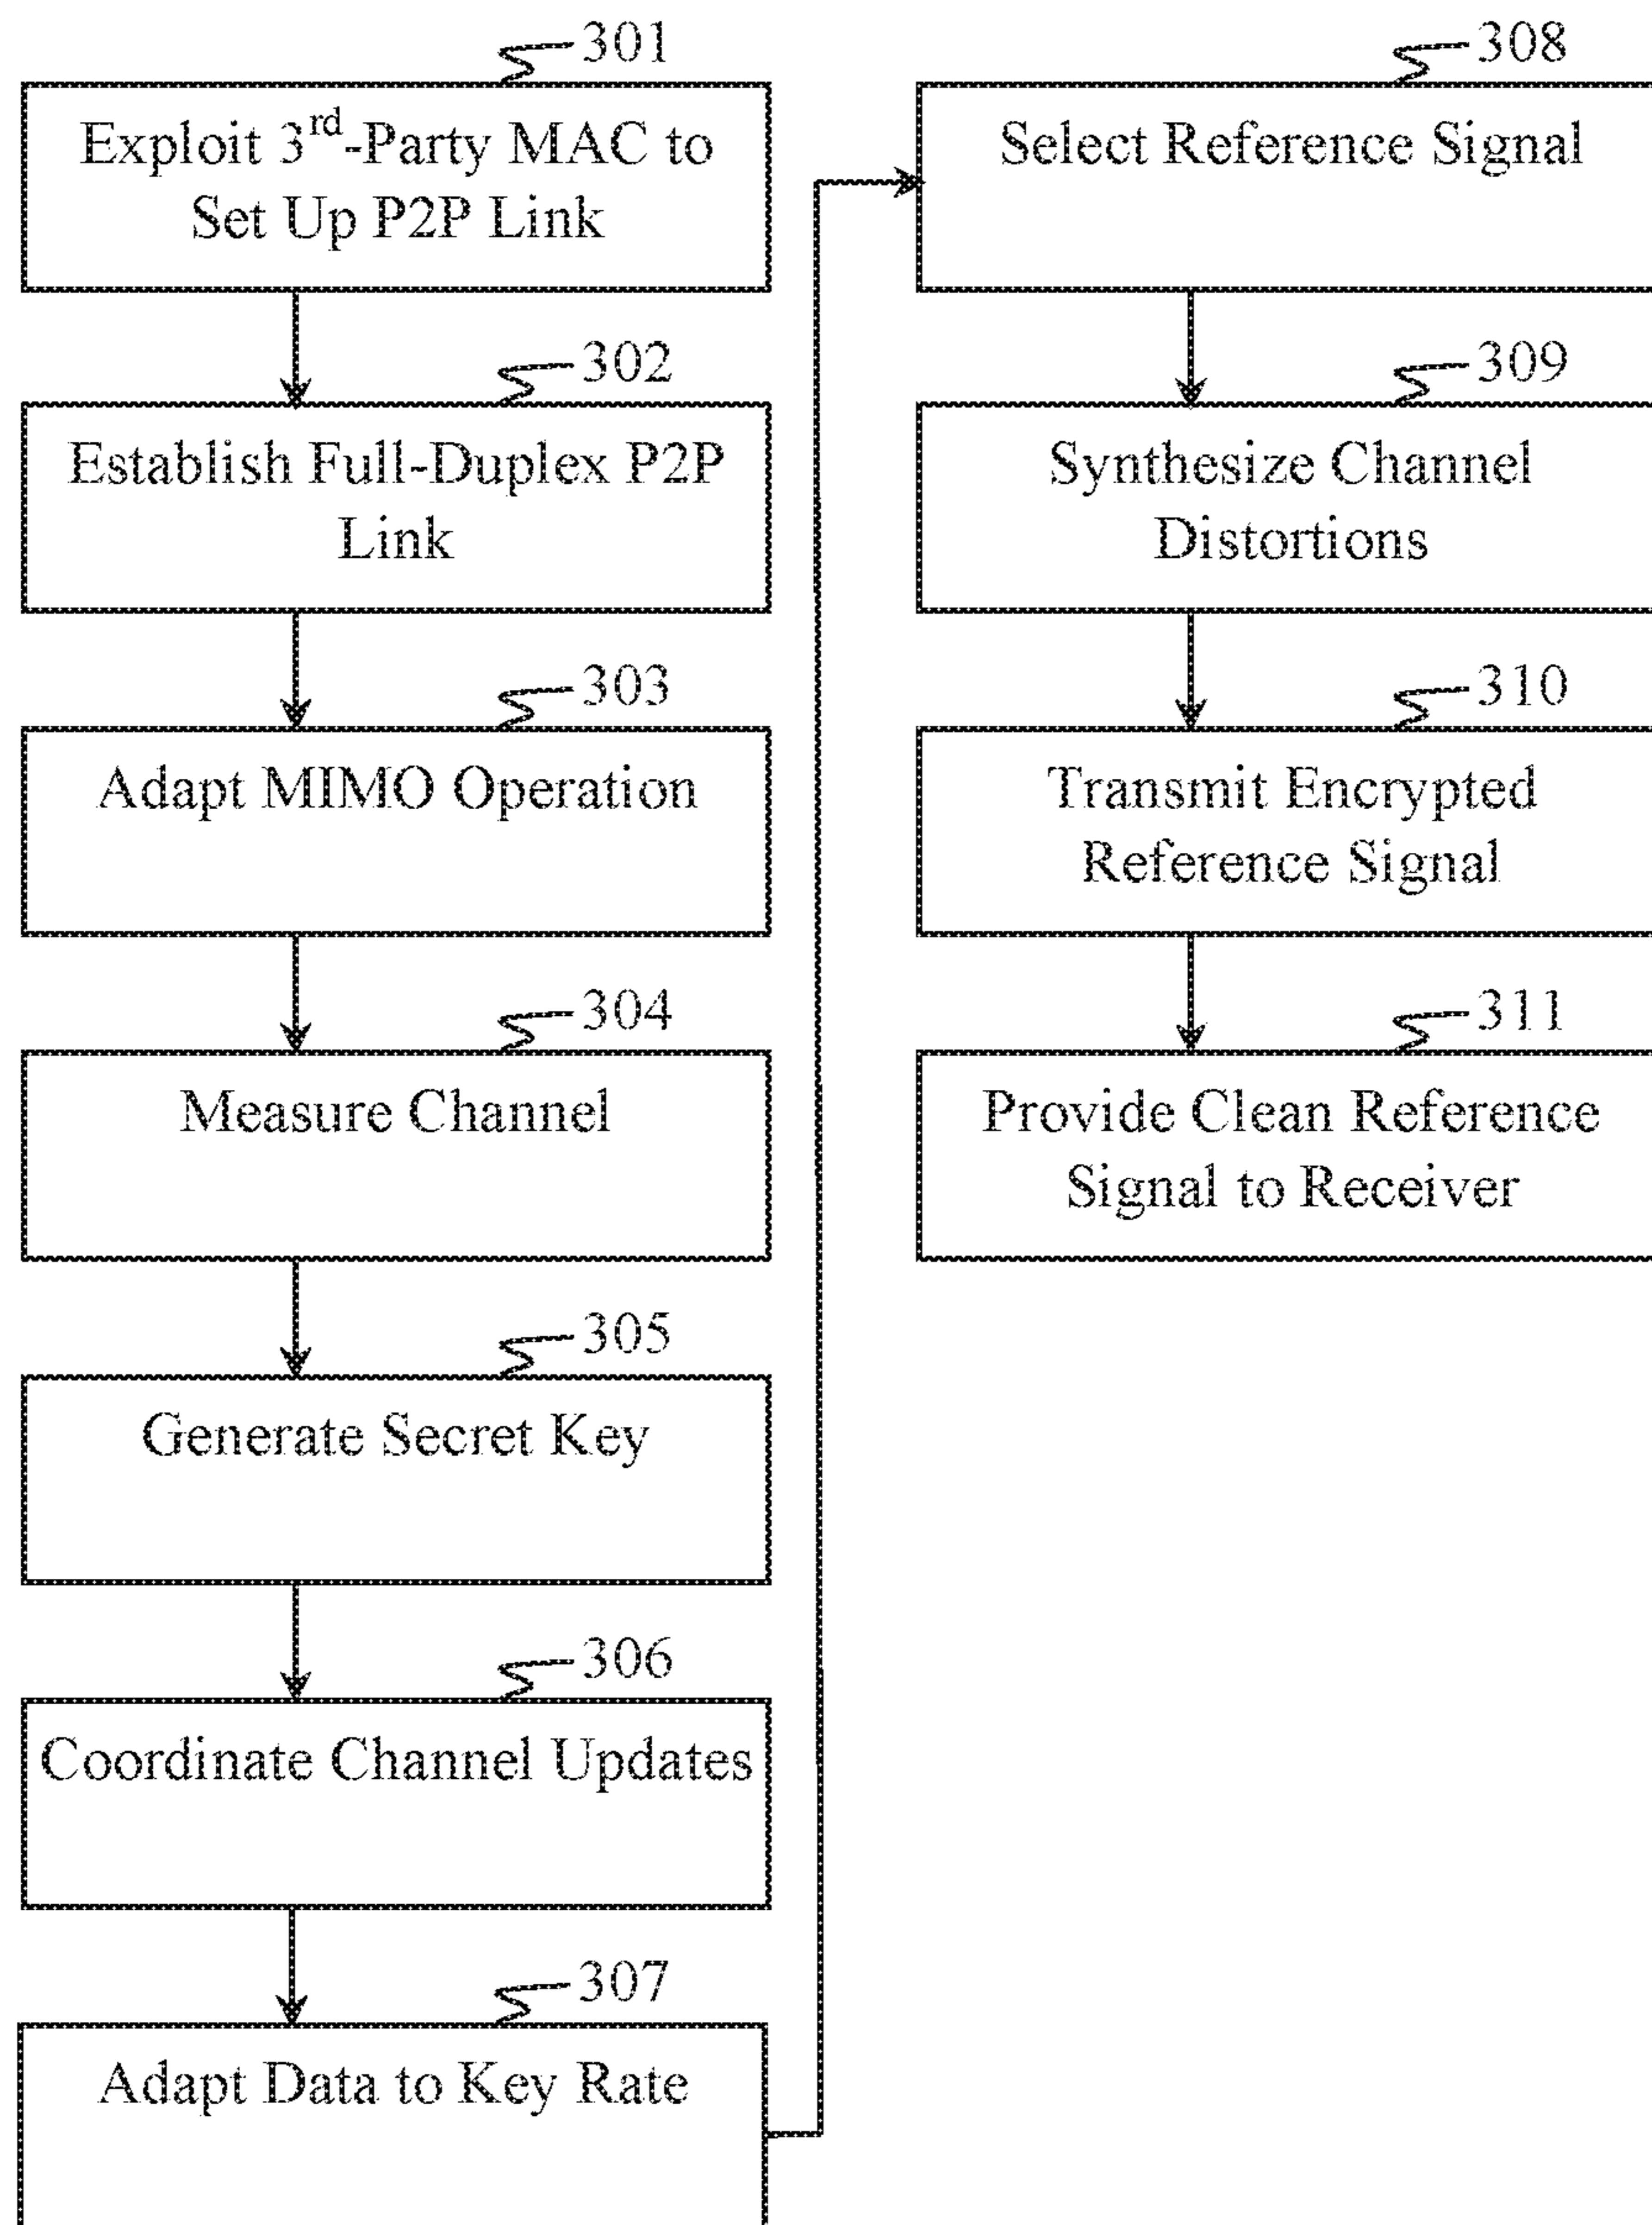 301
Exploit 3rd-Party MAC to
Set Up P2P Link
302
Establish Full-Duplex P2P
Link
303
Adapt MIMO Operation
304
Measure Channel
305
Generate Secret Key
306
Coordinate Channel Updates
307
Adapt Data to Key Rate
308
Select Reference Signal
309
Synthesize Channel
Distortions
310
Transmit Encrypted
Reference Signal
311
Provide Clean Reference
Signal to Receiver